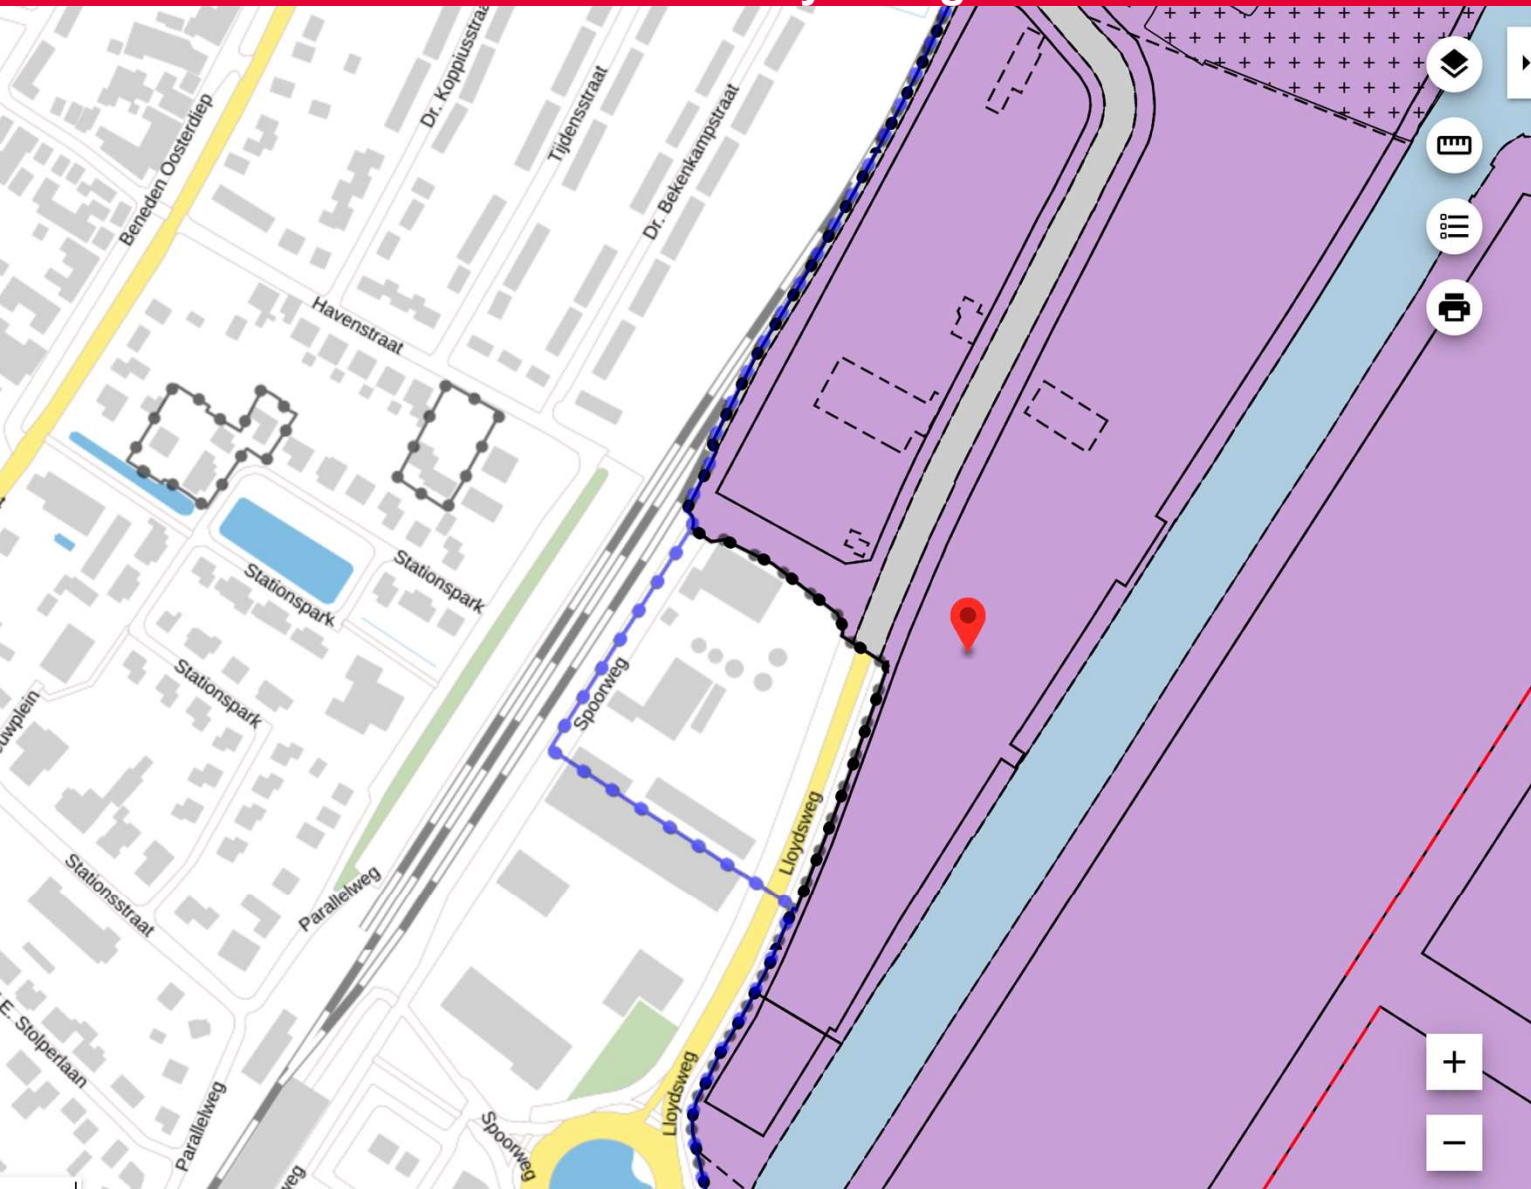 Dr. Koppiusstraat
Tijdensstraat
Dr. Bekenkampstraat
Beneden Oosterdiep
Havenstraat
Stationspark
Stationspark
Stationspark
Spoorweg
Lloydsweg
Stationsstraat
Parallelweg
E. Stolperlaan
Parallelweg
Lloydsweg
Spoorweg
+
−